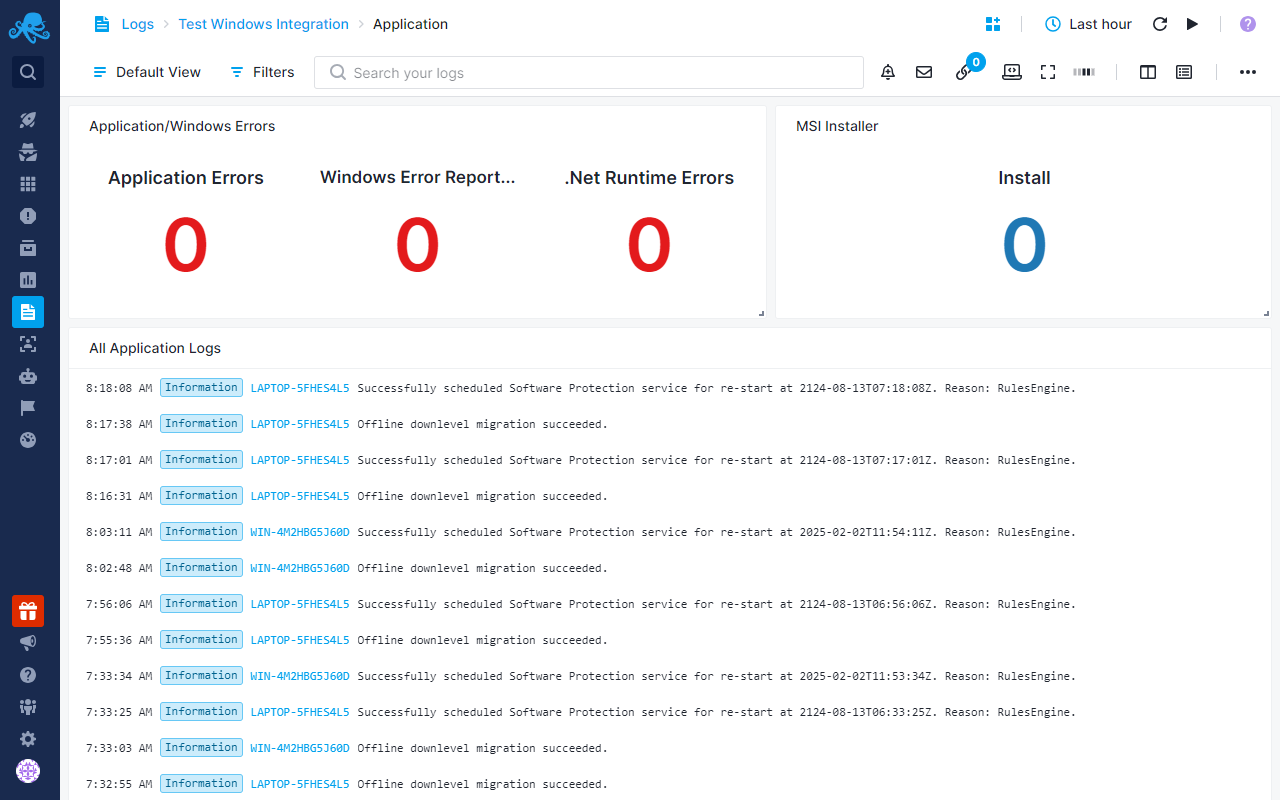 Logs > Test Windows Integration > Application
Last hour
Default View
Filters
Search your logs
0
Application/Windows Errors
Application Errors
Windows Error Report...
.Net Runtime Errors
0
0
0
MSI Installer
Install
0
All Application Logs
8:18:08 AM Information LAPTOP-5FHES4L5 Successfully scheduled Software Protection service for re-start at 2124-08-13T07:18:08Z. Reason: RulesEngine.
8:17:38 AM Information LAPTOP-5FHES4L5 Offline downlevel migration succeeded.
8:17:01 AM Information LAPTOP-5FHES4L5 Successfully scheduled Software Protection service for re-start at 2124-08-13T07:17:01Z. Reason: RulesEngine.
8:16:31 AM Information LAPTOP-5FHES4L5 Offline downlevel migration succeeded.
8:03:11 AM Information WIN-4M2HBG5J60D Successfully scheduled Software Protection service for re-start at 2025-02-02T11:54:11Z. Reason: RulesEngine.
8:02:48 AM Information WIN-4M2HBG5J60D Offline downlevel migration succeeded.
7:56:06 AM Information LAPTOP-5FHES4L5 Successfully scheduled Software Protection service for re-start at 2124-08-13T06:56:06Z. Reason: RulesEngine.
7:55:36 AM Information LAPTOP-5FHES4L5 Offline downlevel migration succeeded.
7:33:34 AM Information WIN-4M2HBG5J60D Successfully scheduled Software Protection service for re-start at 2025-02-02T11:53:34Z. Reason: RulesEngine.
7:33:25 AM Information LAPTOP-5FHES4L5 Successfully scheduled Software Protection service for re-start at 2124-08-13T06:33:25Z. Reason: RulesEngine.
7:33:03 AM Information WIN-4M2HBG5J60D Offline downlevel migration succeeded.
7:32:55 AM Information LAPTOP-5FHES4L5 Offline downlevel migration succeeded.